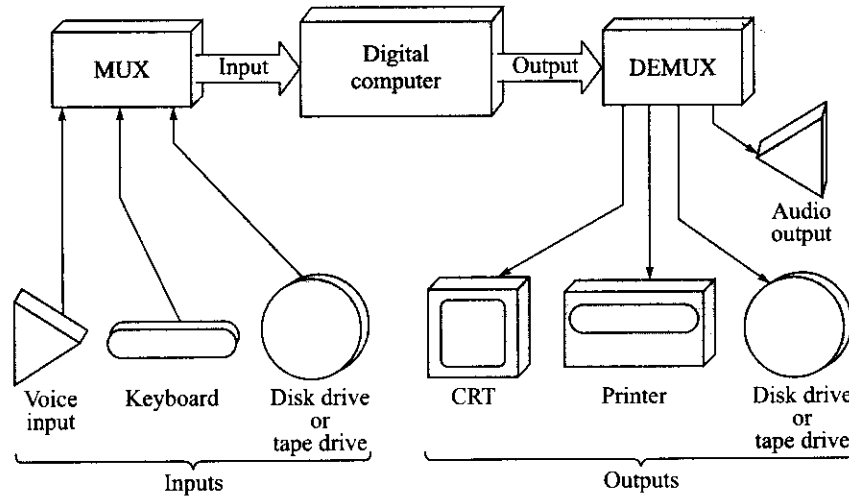 MUX
Input
Digital
computer
Output
DEMUX
Audio
output
Voice
input
Keyboard
Disk drive
or
tape drive
CRT
Printer
Disk drive
or
tape drive
Inputs
Outputs